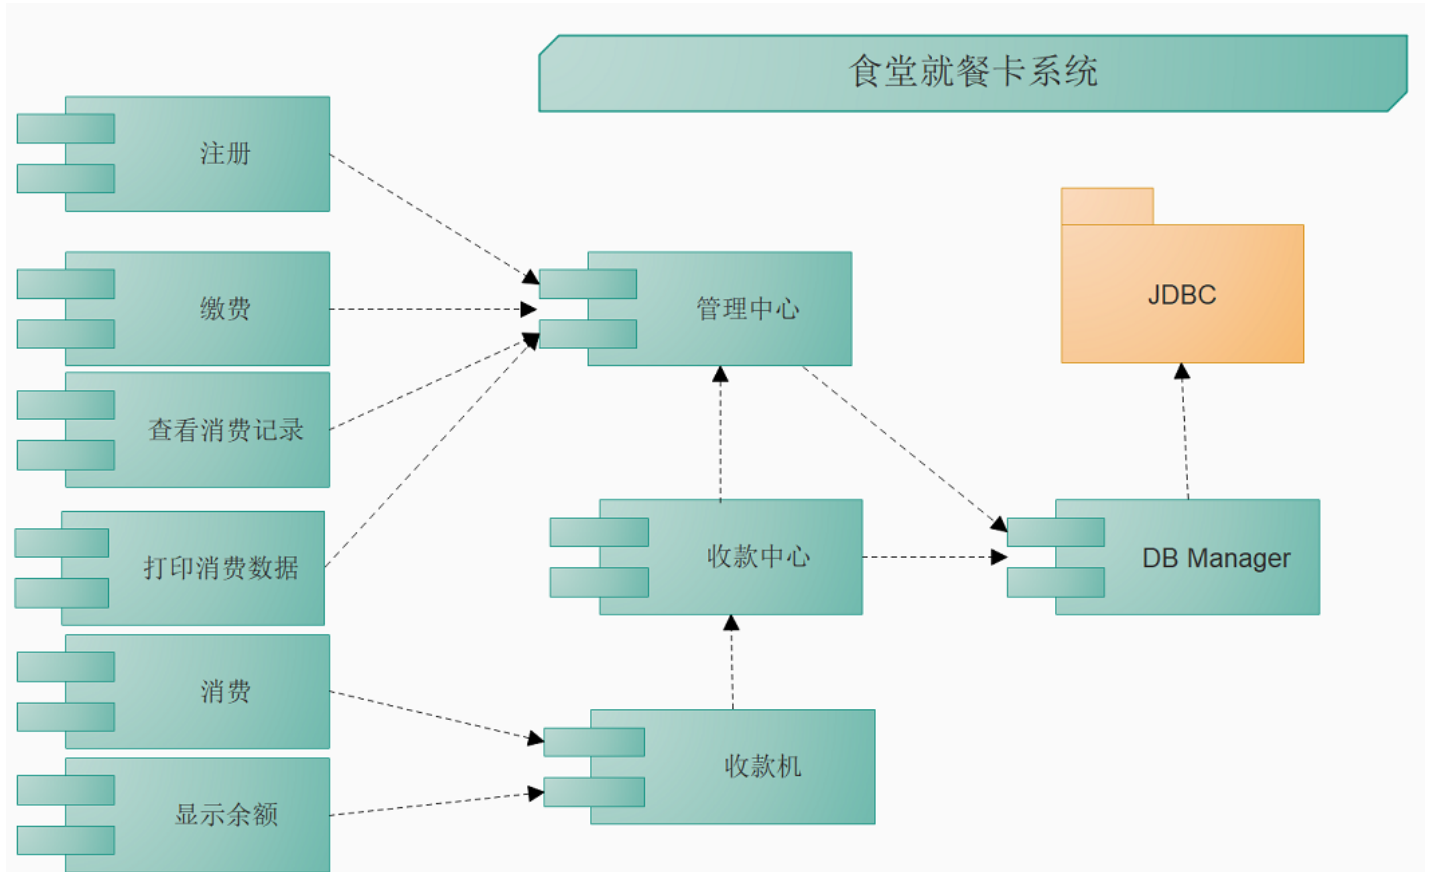 食堂就餐卡系统
注册
缴费
管理中心
JDBC
查看消费记录
打印消费数据
收款中心
DB Manager
消费
收款机
显示余额